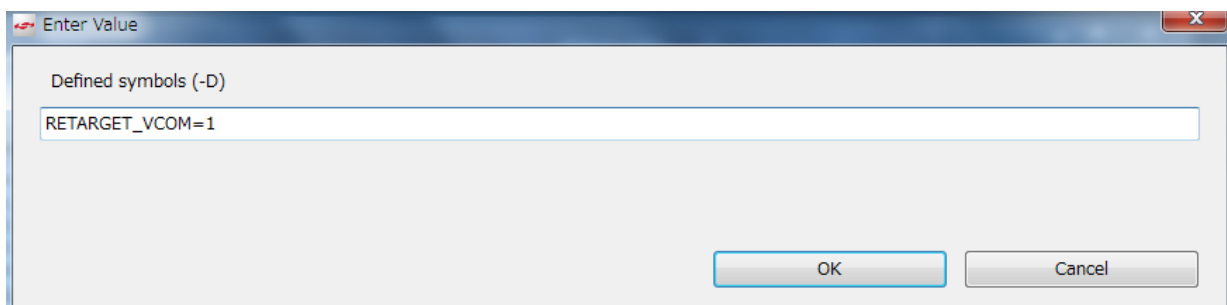 Enter Value
Defined symbols (-D)
RETARGET_VCOM=1
OK
Cancel